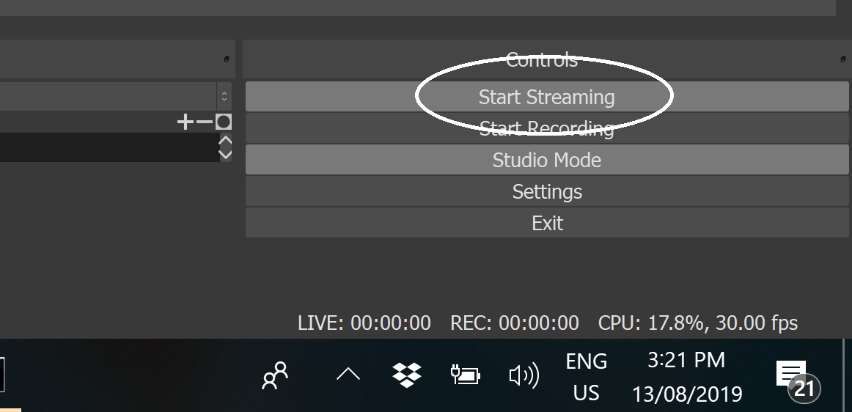 Controls
Start Streaming
Start Recording
Studio Mode
Settings
Exit
LIVE: 00:00:00 REC: 00:00:00 CPU: 17.8%, 30.00 fps
ENG
US
3:21 PM
13/08/2019
21